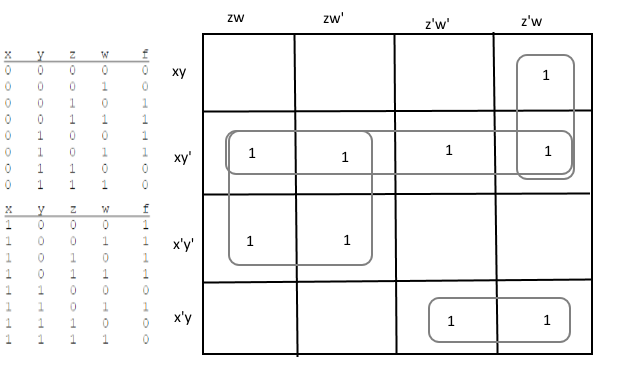 x y z w f
0 0 0 0 0
0 0 0 1 0
0 0 1 0 1
0 0 1 1 1
0 1 0 0 1
0 1 0 1 1
0 1 1 0 0
0 1 1 1 0
x y z w f
1 0 0 0 1
1 0 0 1 1
1 0 1 0 1
1 0 1 1 1
1 1 0 0 0
1 1 0 1 1
1 1 1 0 0
1 1 1 1 0
zw zw' z'w' z'w
xy 1
xy' 1 1 1 1
x'y' 1 1
x'y 1 1